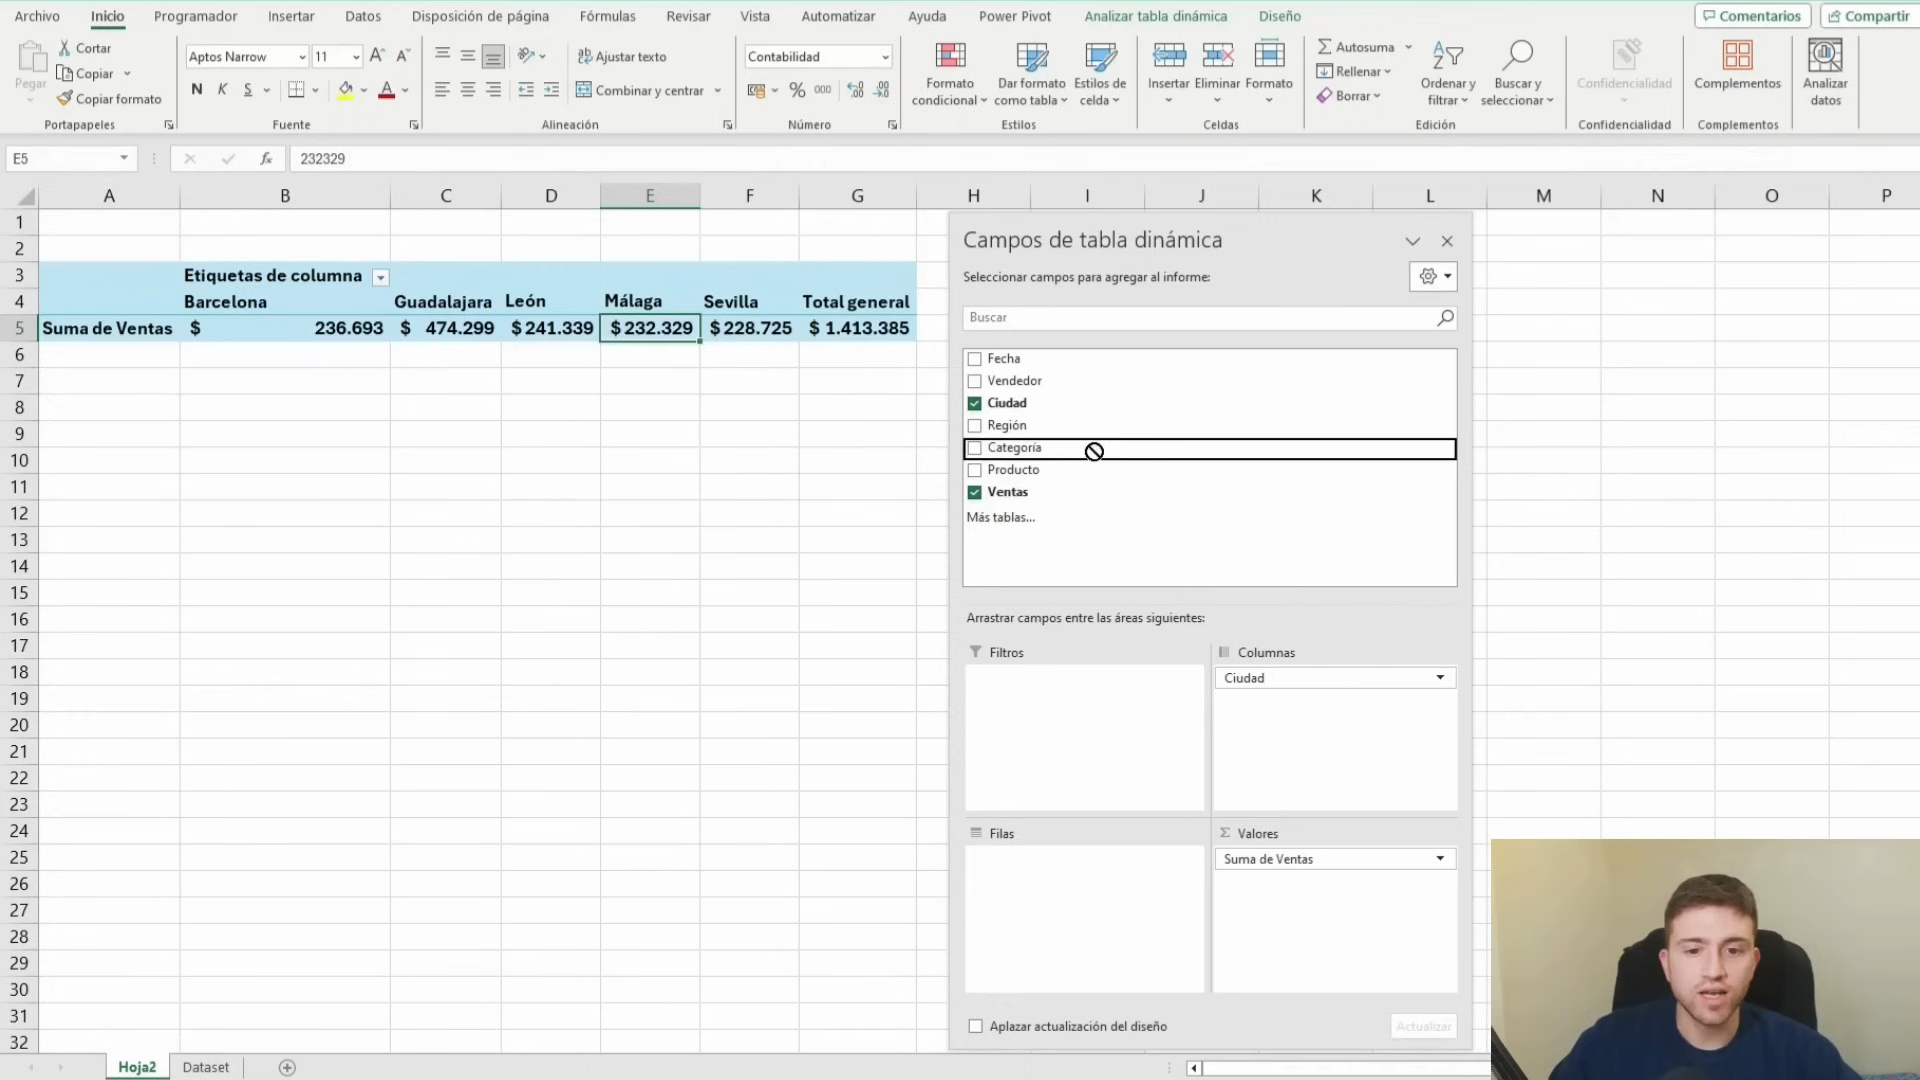 Archivo Inicio Programador Insertar Datos Disposición de página Fórmulas Revisar Vista Automatizar Ayuda Power Pivot Analizar tabla dinámica Diseño Comentarios Compartir
Pegar Cortar Copiar Copiar formato
Portapapeles
Aptos Narrow 11 A A
N K S A
Fuente
Ajustar texto
Combinar y centrar
Alineación
Contabilidad
% 000
Número
Formato condicional Dar formato como tabla Estilos de celda
Estilos
Insertar Eliminar Formato
Celdas
Autosuma
Rellenar
Borrar
Ordenar y filtrar Buscar y seleccionar
Edición
Confidencialidad
Confidencialidad
Complementos
Complementos
Analizar datos
E5 fx 232329
A B C D E F G H I J K L M N O P
1
2
3 Etiquetas de columna
4 Barcelona Guadalajara León Málaga Sevilla Total general
5 Suma de Ventas $ 236.693 $ 474.299 $ 241.339 $ 232.329 $ 228.725 $ 1.413.385
6
7
8
9
10
11
12
13
14
15
16
17
18
19
20
21
22
23
24
25
26
27
28
29
30
31
32
Campos de tabla dinámica
Seleccionar campos para agregar al informe:
Buscar
Fecha
Vendedor
Ciudad
Región
Categoría
Producto
Ventas
Más tablas...
Arrastrar campos entre las áreas siguientes:
Filtros
Columnas
Ciudad
Filas
Σ Valores
Suma de Ventas
Aplazar actualización del diseño
Actualizar
Hoja2 Dataset